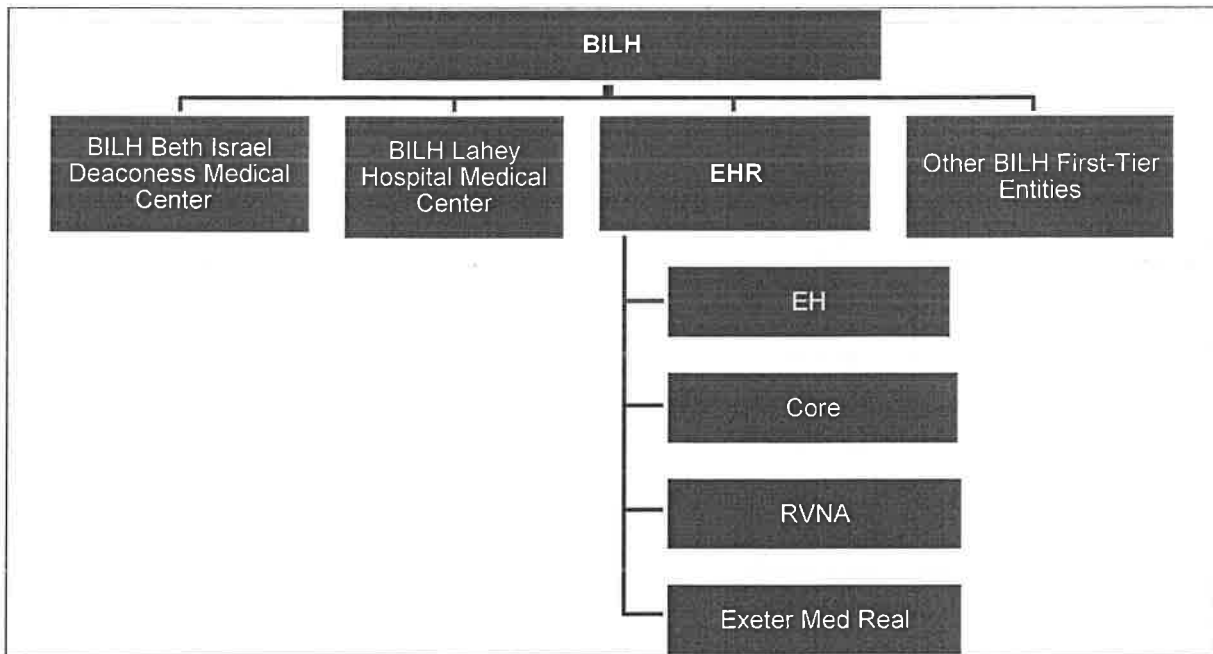 BILH
BILH Beth Israel
Deaconess Medical
Center
BILH Lahey
Hospital Medical
Center
EHR
Other BILH First-Tier
Entities
EH
Core
RVNA
Exeter Med Real